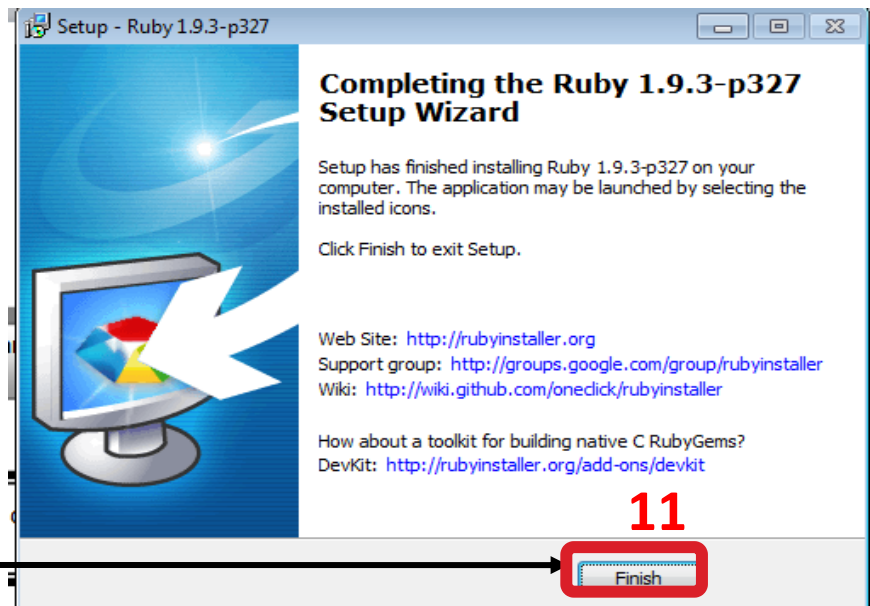 Setup - Ruby 1.9.3-p327
Completing the Ruby 1.9.3-p327
Setup Wizard
Setup has finished installing Ruby 1.9.3-p327 on your
computer. The application may be launched by selecting the
installed icons.
Click Finish to exit Setup.
Web Site: http://rubyinstaller.org
Support group: http://groups.google.com/group/rubyinstaller
Wiki: http://wiki.github.com/oneclick/rubyinstaller
How about a toolkit for building native C RubyGems?
DevKit: http://rubyinstaller.org/add-ons/devkit
11
Finish